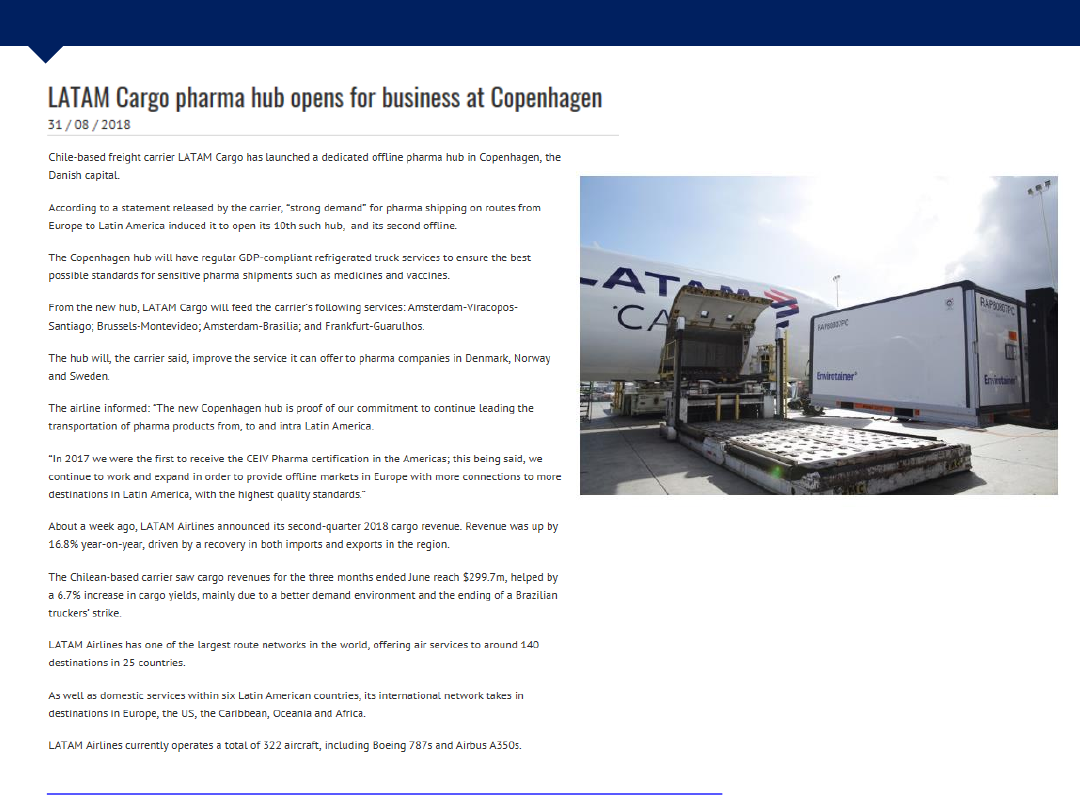 LATAM Cargo pharma hub opens for business at Copenhagen
31 / 08 / 2018
Chile-based freight carrier LATAM Cargo has launched a dedicated offline pharma hub in Copenhagen, the
Danish capital.
According to a statement released by the carrier, “strong demand” for pharma shipping on routes from
Europe to Latin America induced it to open its 10th such hub, and its second offline.
The Copenhagen hub will have regular GDP-compliant refrigerated truck services to ensure the best
possible standards for sensitive pharma shipments such as medicines and vaccines.
From the new hub, LATAM Cargo will feed the carrier's following services: Amsterdam-Viracopos-
Santiago; Brussels-Montevideo; Amsterdam-Brasilia; and Frankfurt-Guarulhos.
The hub will, the carrier said, improve the service it can offer to pharma companies in Denmark, Norway
and Sweden.
The airline informed: “The new Copenhagen hub is proof of our commitment to continue leading the
transportation of pharma products from, to and intra Latin America.
“In 2017 we were the first to receive the CEIV Pharma certification in the Americas; this being said, we
continue to work and expand in order to provide offline markets in Europe with more connections to more
destinations in Latin America, with the highest quality standards.”
About a week ago, LATAM Airlines announced its second-quarter 2018 cargo revenue. Revenue was up by
16.8% year-on-year, driven by a recovery in both imports and exports in the region.
The Chilean-based carrier saw cargo revenues for the three months ended June reach $299.7m, helped by
a 6.7% increase in cargo yields, mainly due to a better demand environment and the ending of a Brazilian
truckers' strike.
LATAM Airlines has one of the largest route networks in the world, offering air services to around 140
destinations in 25 countries.
As well as domestic services within six Latin American countries, its international network takes in
destinations in Europe, the US, the Caribbean, Oceania and Africa.
LATAM Airlines currently operates a total of 322 aircraft, including Boeing 787s and Airbus A350s.
LATAM
CA
RAP80807PC
RAP80807PC
Envirotainer
Envirotainer